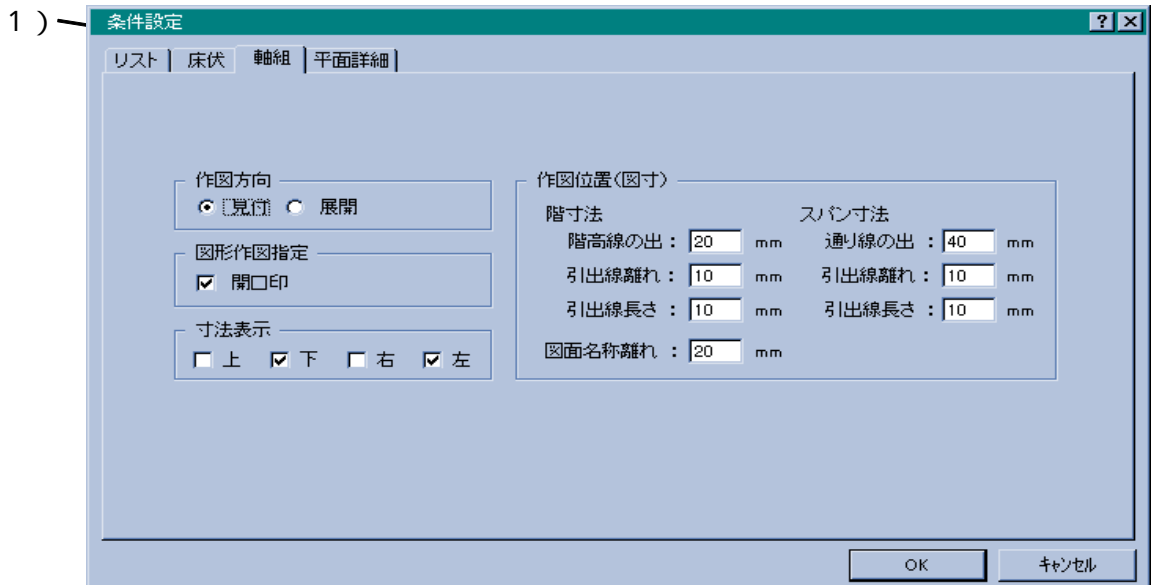 1）
条件設定
リスト 床伏 軸組 平面詳細
作図方向
見付 展開
図形作図指定
開口印
寸法表示
上 下 右 左
作図位置(図寸)
階寸法 スパン寸法
階高線の出： 20 mm 通り線の出 ： 40 mm
引出線離れ： 10 mm 引出線離れ： 10 mm
引出線長さ： 10 mm 引出線長さ： 10 mm
図面名称離れ ： 20 mm
OK ｷｬﾝｾﾙ